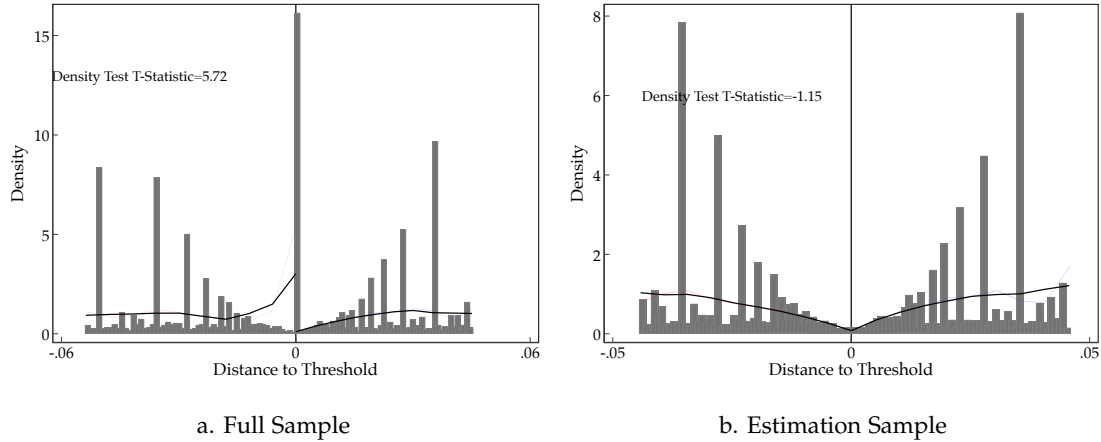 15
10
5
0
Density
Density Test T-Statistic=5.72
-.06
0
.06
Distance to Threshold
a. Full Sample
8
6
4
2
0
Density
Density Test T-Statistic=-1.15
-.05
0
.05
Distance to Threshold
b. Estimation Sample